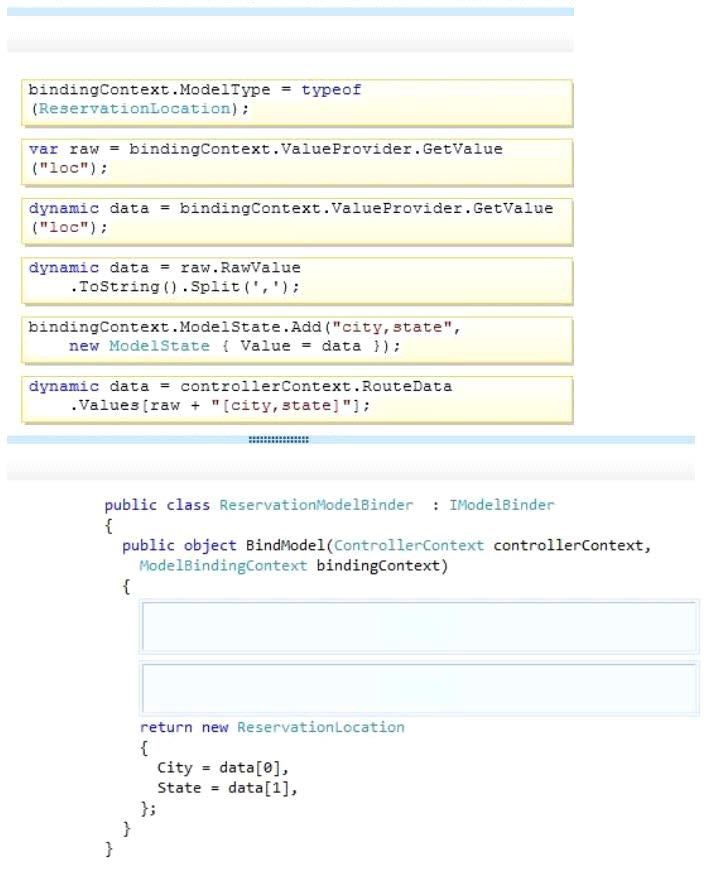 bindingContext.ModelType = typeof
(ReservationLocation);
var raw = bindingContext.ValueProvider.GetValue
("loc");
dynamic data = bindingContext.ValueProvider.GetValue
("loc");
dynamic data = raw.RawValue
.ToString().Split(',');
bindingContext.ModelState.Add("city,state",
new ModelState { Value = data });
dynamic data = controllerContext.RouteData
.Values[raw + "[city,state]"];
public class ReservationModelBinder : IModelBinder
{
public object BindModel(ControllerContext controllerContext,
ModelBindingContext bindingContext)
{
return new ReservationLocation
{
City = data[0],
State = data[1],
};
}
}